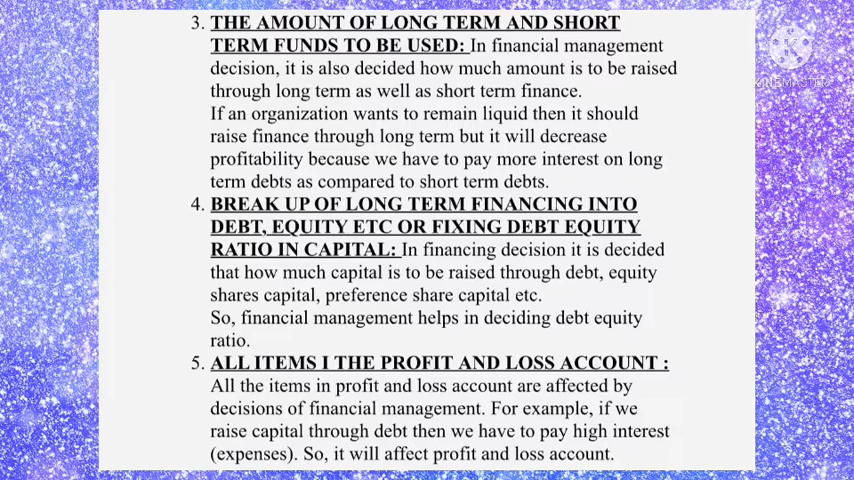 3. THE AMOUNT OF LONG TERM AND SHORT
TERM FUNDS TO BE USED: In financial management
decision, it is also decided how much amount is to be raised
through long term as well as short term finance.
If an organization wants to remain liquid then it should
raise finance through long term but it will decrease
profitability because we have to pay more interest on long
term debts as compared to short term debts.
4. BREAK UP OF LONG TERM FINANCING INTO
DEBT, EQUITY ETC OR FIXING DEBT EQUITY
RATIO IN CAPITAL: In financing decision it is decided
that how much capital is to be raised through debt, equity
shares capital, preference share capital etc.
So, financial management helps in deciding debt equity
ratio.
5. ALL ITEMS I THE PROFIT AND LOSS ACCOUNT :
All the items in profit and loss account are affected by
decisions of financial management. For example, if we
raise capital through debt then we have to pay high interest
(expenses). So, it will affect profit and loss account.